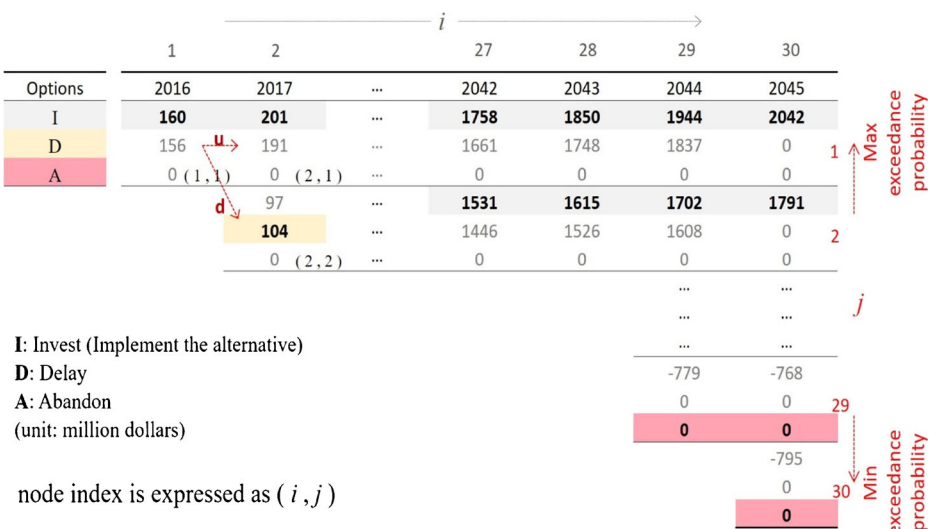 i
1 2 27 28 29 30
Options 2016 2017 ... 2042 2043 2044 2045
I 160 201 ... 1758 1850 1944 2042
D 156 u 191 ... 1661 1748 1837 0 1
A 0 (1,1) 0 (2,1) ... 0 0 0 0
d 97 ... 1531 1615 1702 1791
104 ... 1446 1526 1608 0 2
0 (2,2) ... 0 0 0 0
... ...
... ...
... ...
-779 -768
0 0 29
0 0
-795
0 30
0
Max
exceedance
probability
j
Min
exceedance
probability
I: Invest (Implement the alternative)
D: Delay
A: Abandon
(unit: million dollars)
node index is expressed as (i,j)